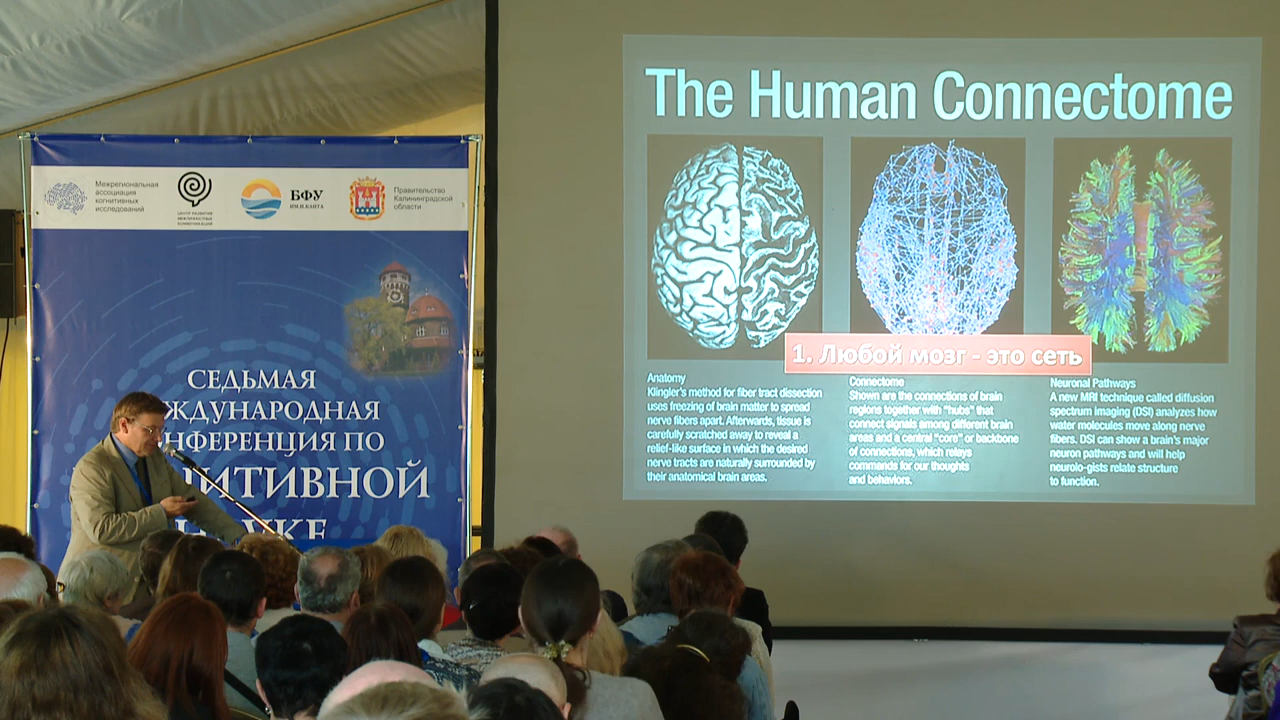 Межрегиональная
ассоциация
когнитивных
исследований
ЦЕНТР РАЗВИТИЯ
МЕЖЛИЧНОСТНЫХ
КОММУНИКАЦИЙ
БФУ
ИМ. И. КАНТА
Правительство
Калининградской
области
СЕДЬМАЯ
ЖДУНАРОДНАЯ
НФЕРЕНЦИЯ ПО
ИТИВНОЙ
НАУКЕ
The Human Connectome
1. Любой мозг - это сеть
Anatomy
Klingler's method for fiber tract dissection
uses freezing of brain matter to spread
nerve fibers apart. Afterwards, tissue is
carefully scratched away to reveal a
relief-like surface in which the desired
nerve tracts are naturally surrounded by
their anatomical brain areas.
Connectome
Shown are the connections of brain
regions together with "hubs" that
connect signals among different brain
areas and a central "core" or backbone
of connections, which relays
commands for our thoughts
and behaviors.
Neuronal Pathways
A new MRI technique called diffusion
spectrum imaging (DSI) analyzes how
water molecules move along nerve
fibers. DSI can show a brain's major
neuron pathways and will help
neurolo-gists relate structure
to function.